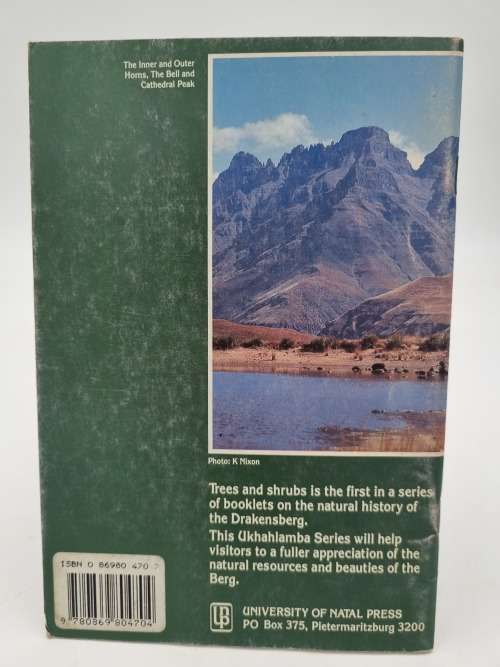 The Inner and Outer
Horns, The Bell and
Cathedral Peak
Photo: K Nixon
Trees and shrubs is the first in a series
of booklets on the natural history of
the Drakensberg.
This Ukhahlamba Series will help
visitors to a fuller appreciation of the
natural resources and beauties of the
Berg.
ISBN 0 86980 470 7
9 780869 804704
UNIVERSITY OF NATAL PRESS
PO Box 375, Pietermaritzburg 3200